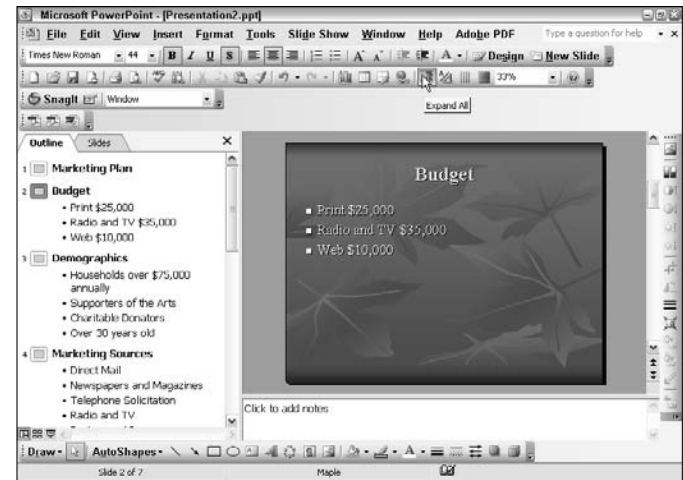 Microsoft PowerPoint - [Presentation2.ppt]
File Edit View Insert Format Tools Slide Show Window Help Adobe PDF Type a question for help
Times New Roman 44 B I U S A A A Design New Slide
33%
SnagIt Window
Expand All
Outline Slides
1 Marketing Plan
2 Budget
• Print $25,000
• Radio and TV $35,000
• Web $10,000
3 Demographics
• Households over $75,000
annually
• Supporters of the Arts
• Charitable Donators
• Over 30 years old
4 Marketing Sources
• Direct Mail
• Newspapers and Magazines
• Telephone Solicitation
• Radio and TV
Budget
Print $25,000
Radio and TV $35,000
Web $10,000
Click to add notes
Draw AutoShapes A
Slide 2 of 7 Maple